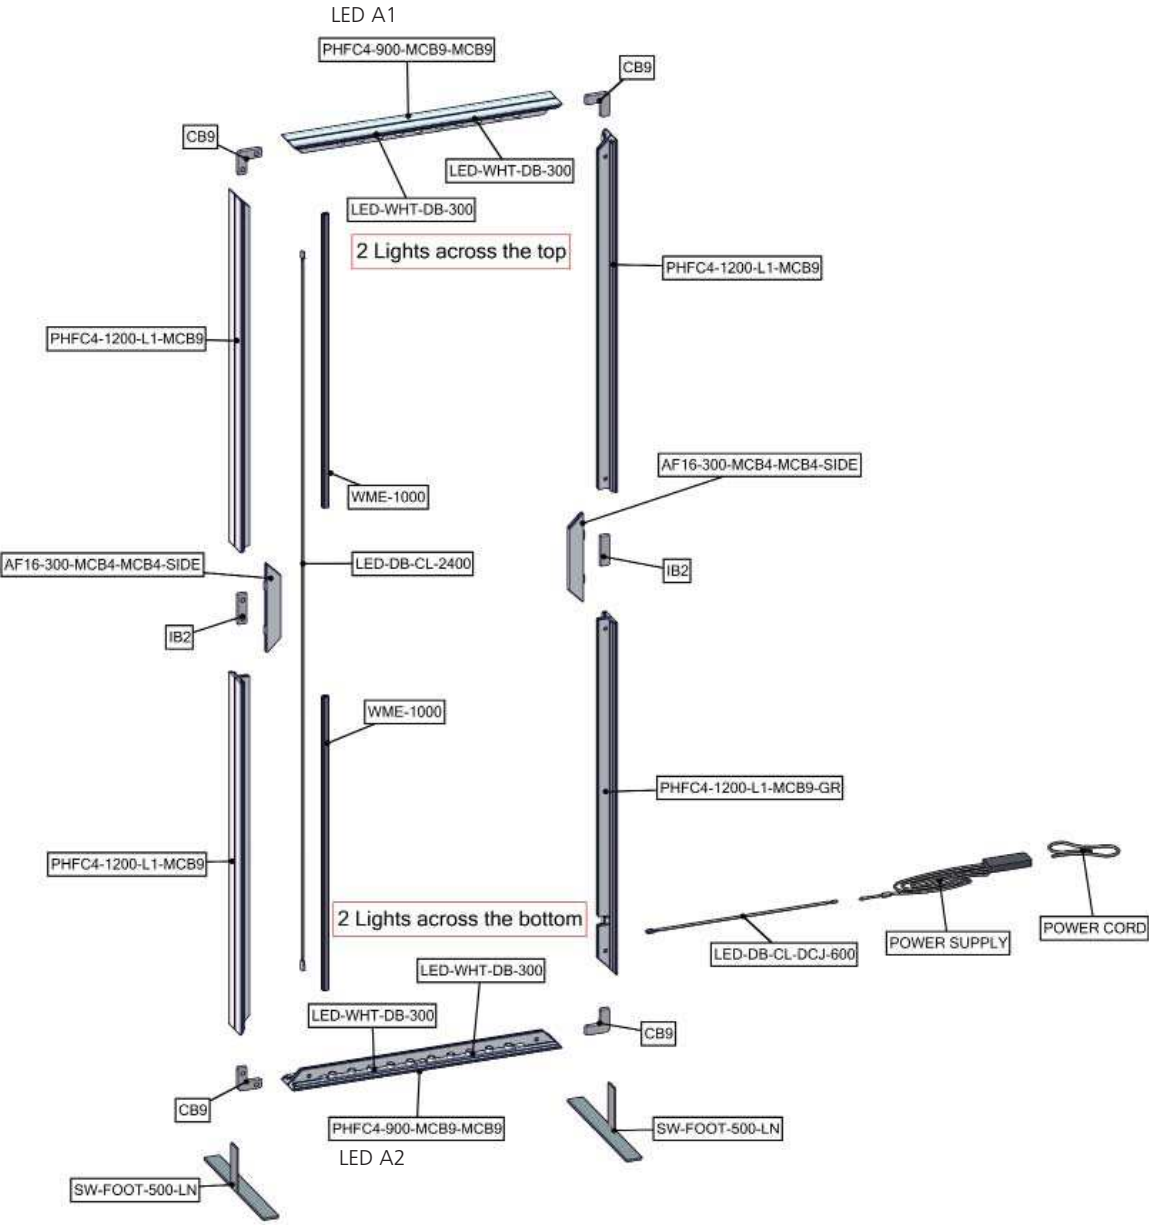 LED A1
PHFC4-900-MCB9-MCB9
CB9
CB9
LED-WHT-DB-300
LED-WHT-DB-300
2 Lights across the top
PHFC4-1200-L1-MCB9
PHFC4-1200-L1-MCB9
AF16-300-MCB4-MCB4-SIDE
WME-1000
AF16-300-MCB4-MCB4-SIDE
LED-DB-CL-2400
IB2
IB2
WME-1000
PHFC4-1200-L1-MCB9-GR
PHFC4-1200-L1-MCB9
2 Lights across the bottom
POWER CORD
POWER SUPPLY
LED-DB-CL-DCJ-600
LED-WHT-DB-300
LED-WHT-DB-300
CB9
CB9
PHFC4-900-MCB9-MCB9
SW-FOOT-500-LN
LED A2
SW-FOOT-500-LN